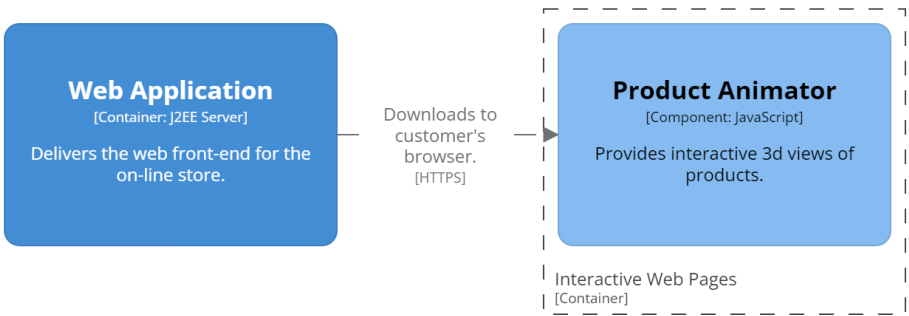 Web Application
[Container: J2EE Server]
Delivers the web front-end for the
on-line store.
Downloads to
customer's
browser.
[HTTPS]
Product Animator
[Component: JavaScript]
Provides interactive 3d views of
products.
Interactive Web Pages
[Container]